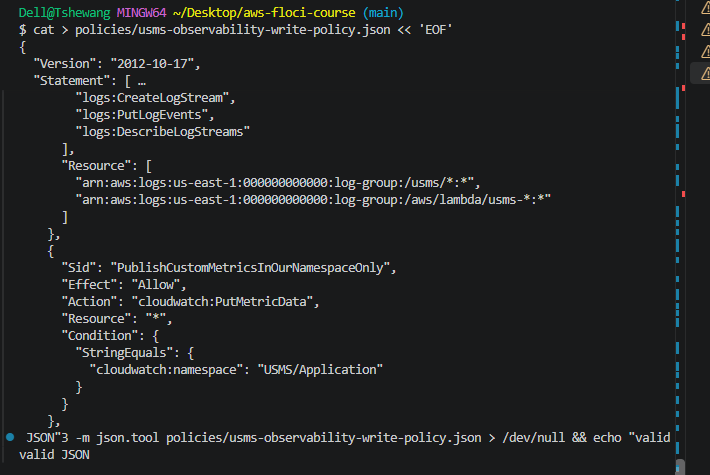 Dell@Tshewang MINGW64 ~/Desktop/aws-floci-course (main)
$ cat > policies/usms-observability-write-policy.json << 'EOF'
{
  "Version": "2012-10-17",
  "Statement": [ …
        "logs:CreateLogStream",
        "logs:PutLogEvents",
        "logs:DescribeLogStreams"
      ],
      "Resource": [
        "arn:aws:logs:us-east-1:000000000000:log-group:/usms/*:*",
        "arn:aws:logs:us-east-1:000000000000:log-group:/aws/lambda/usms-*:*"
      ]
    },
    {
      "Sid": "PublishCustomMetricsInOurNamespaceOnly",
      "Effect": "Allow",
      "Action": "cloudwatch:PutMetricData",
      "Resource": "*",
      "Condition": {
        "StringEquals": {
          "cloudwatch:namespace": "USMS/Application"
        }
      }
    },
 JSON"3 -m json.tool policies/usms-observability-write-policy.json > /dev/null && echo "valid
valid JSON